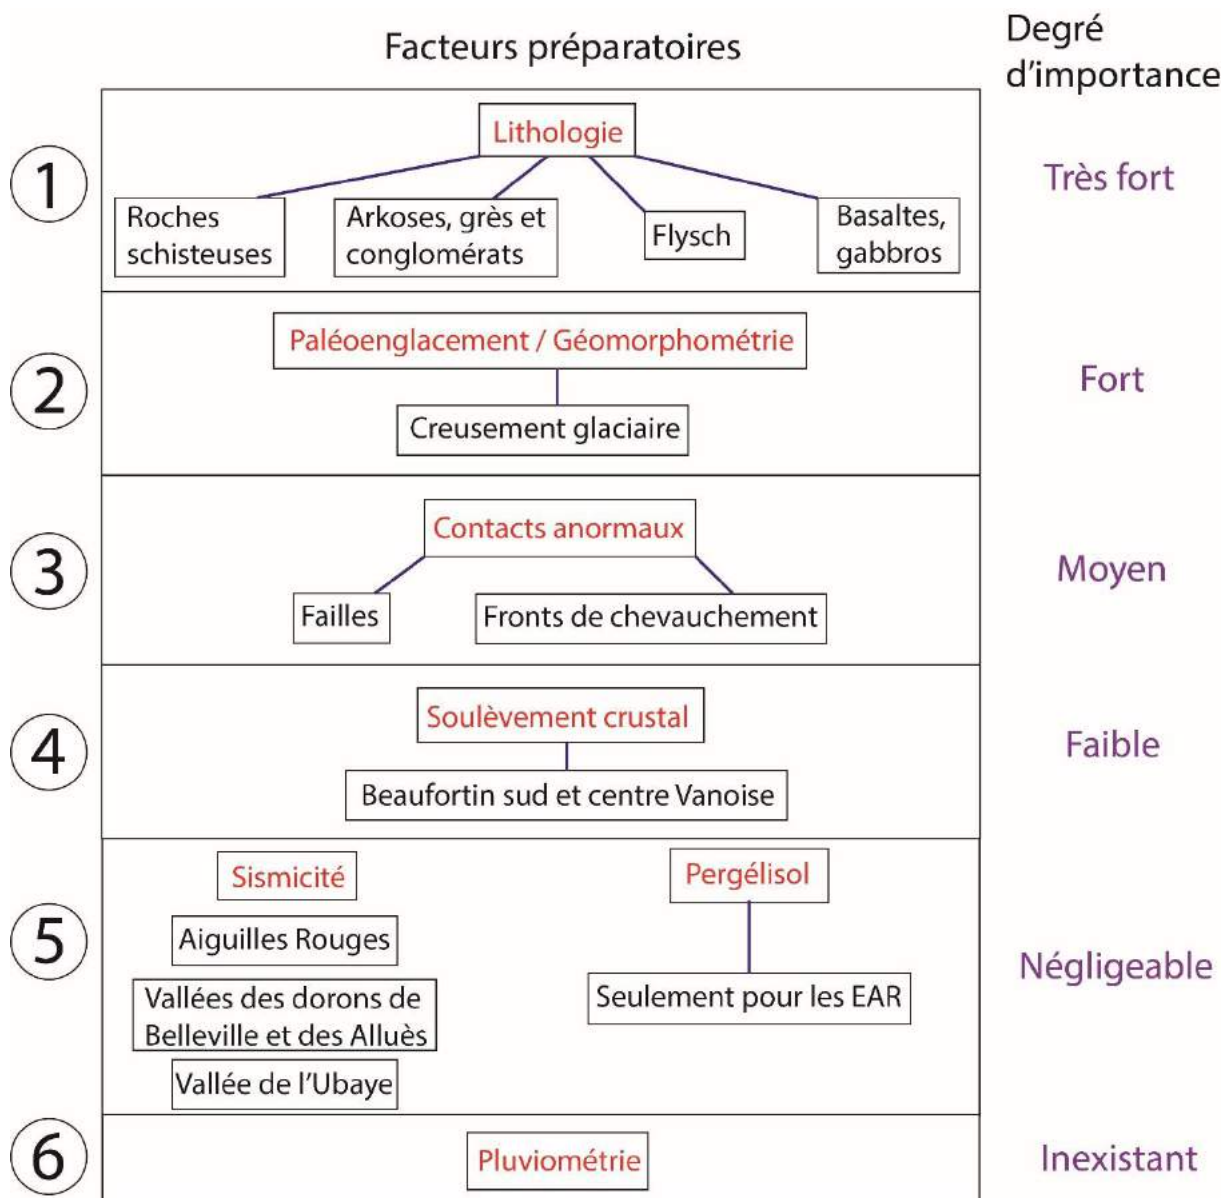 Facteurs préparatoires
Degré
d'importance
1
Lithologie
Très fort
Roches
schisteuses
Arkoses, grès et
conglomérats
Flysch
Basaltes,
gabbros
2
Paléoenglacement / Géomorphométrie
Fort
Creusement glaciaire
3
Contacts anormaux
Moyen
Failles
Fronts de chevauchement
4
Soulèvement crustal
Faible
Beaufortin sud et centre Vanoise
5
Sismicité
Pergélisol
Négligeable
Aiguilles Rouges
Vallées des dorons de
Belleville et des Alluès
Vallée de l'Ubaye
Seulement pour les EAR
6
Pluviométrie
Inexistant